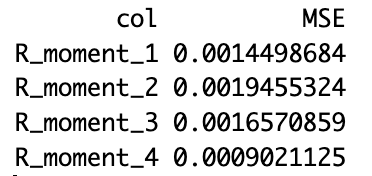 col MSE
R_moment_1 0.0014498684
R_moment_2 0.0019455324
R_moment_3 0.0016570859
R_moment_4 0.0009021125